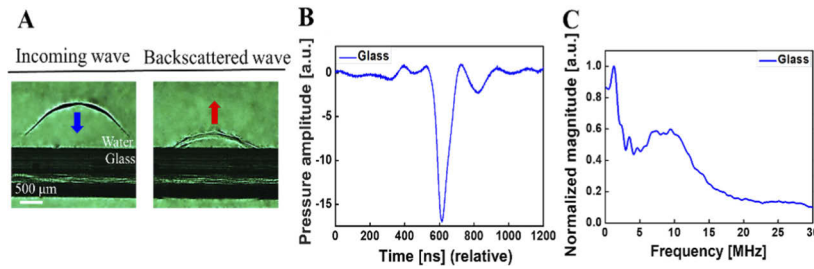 A
Incoming wave
Backscattered wave
Water
Glass
500 μm
B
Pressure amplitude [a.u.]
0
-5
-10
-15
Glass
0 200 400 600 800 1000 1200
Time [ns] (relative)
C
Normalized magnitude [a.u.]
1.0
0.8
0.6
0.4
0.2
0.0
Glass
0 5 10 15 20 25 30
Frequency [MHz]